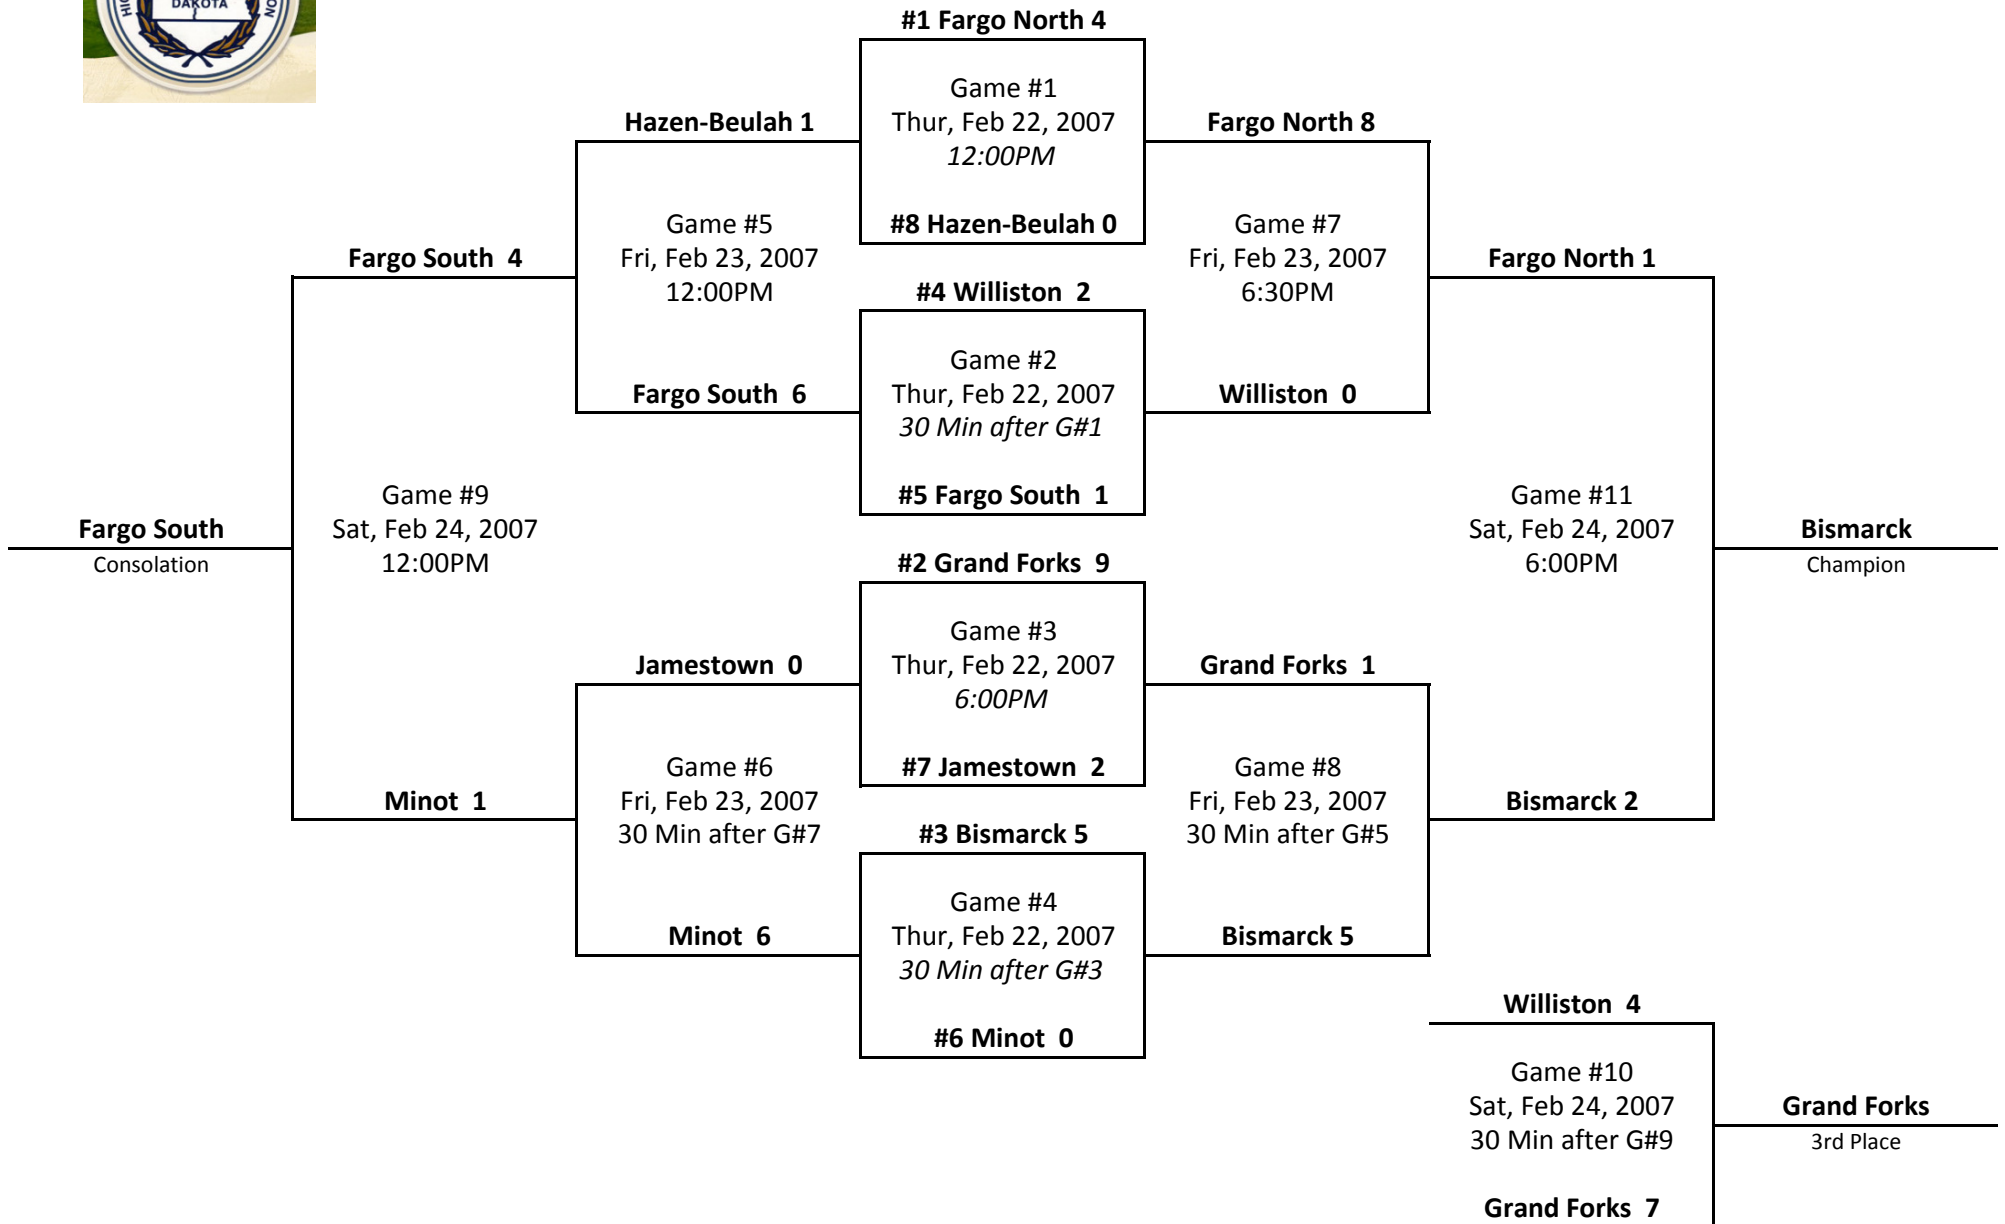 DAKOTA
#1 Fargo North 4
Game #1
Thur, Feb 22, 2007
12:00PM
#8 Hazen-Beulah 0
Hazen-Beulah 1
Fargo North 8
Game #5
Fri, Feb 23, 2007
12:00PM
Game #7
Fri, Feb 23, 2007
6:30PM
Fargo South 4
Fargo North 1
#4 Williston 2
Game #2
Thur, Feb 22, 2007
30 Min after G#1
#5 Fargo South 1
Fargo South 6
Williston 0
Game #9
Sat, Feb 24, 2007
12:00PM
Game #11
Sat, Feb 24, 2007
6:00PM
Fargo South
Consolation
Bismarck
Champion
#2 Grand Forks 9
Game #3
Thur, Feb 22, 2007
6:00PM
#7 Jamestown 2
Jamestown 0
Grand Forks 1
Game #6
Fri, Feb 23, 2007
30 Min after G#7
Game #8
Fri, Feb 23, 2007
30 Min after G#5
Minot 1
Bismarck 2
#3 Bismarck 5
Game #4
Thur, Feb 22, 2007
30 Min after G#3
#6 Minot 0
Minot 6
Bismarck 5
Williston 4
Game #10
Sat, Feb 24, 2007
30 Min after G#9
Grand Forks 7
Grand Forks
3rd Place